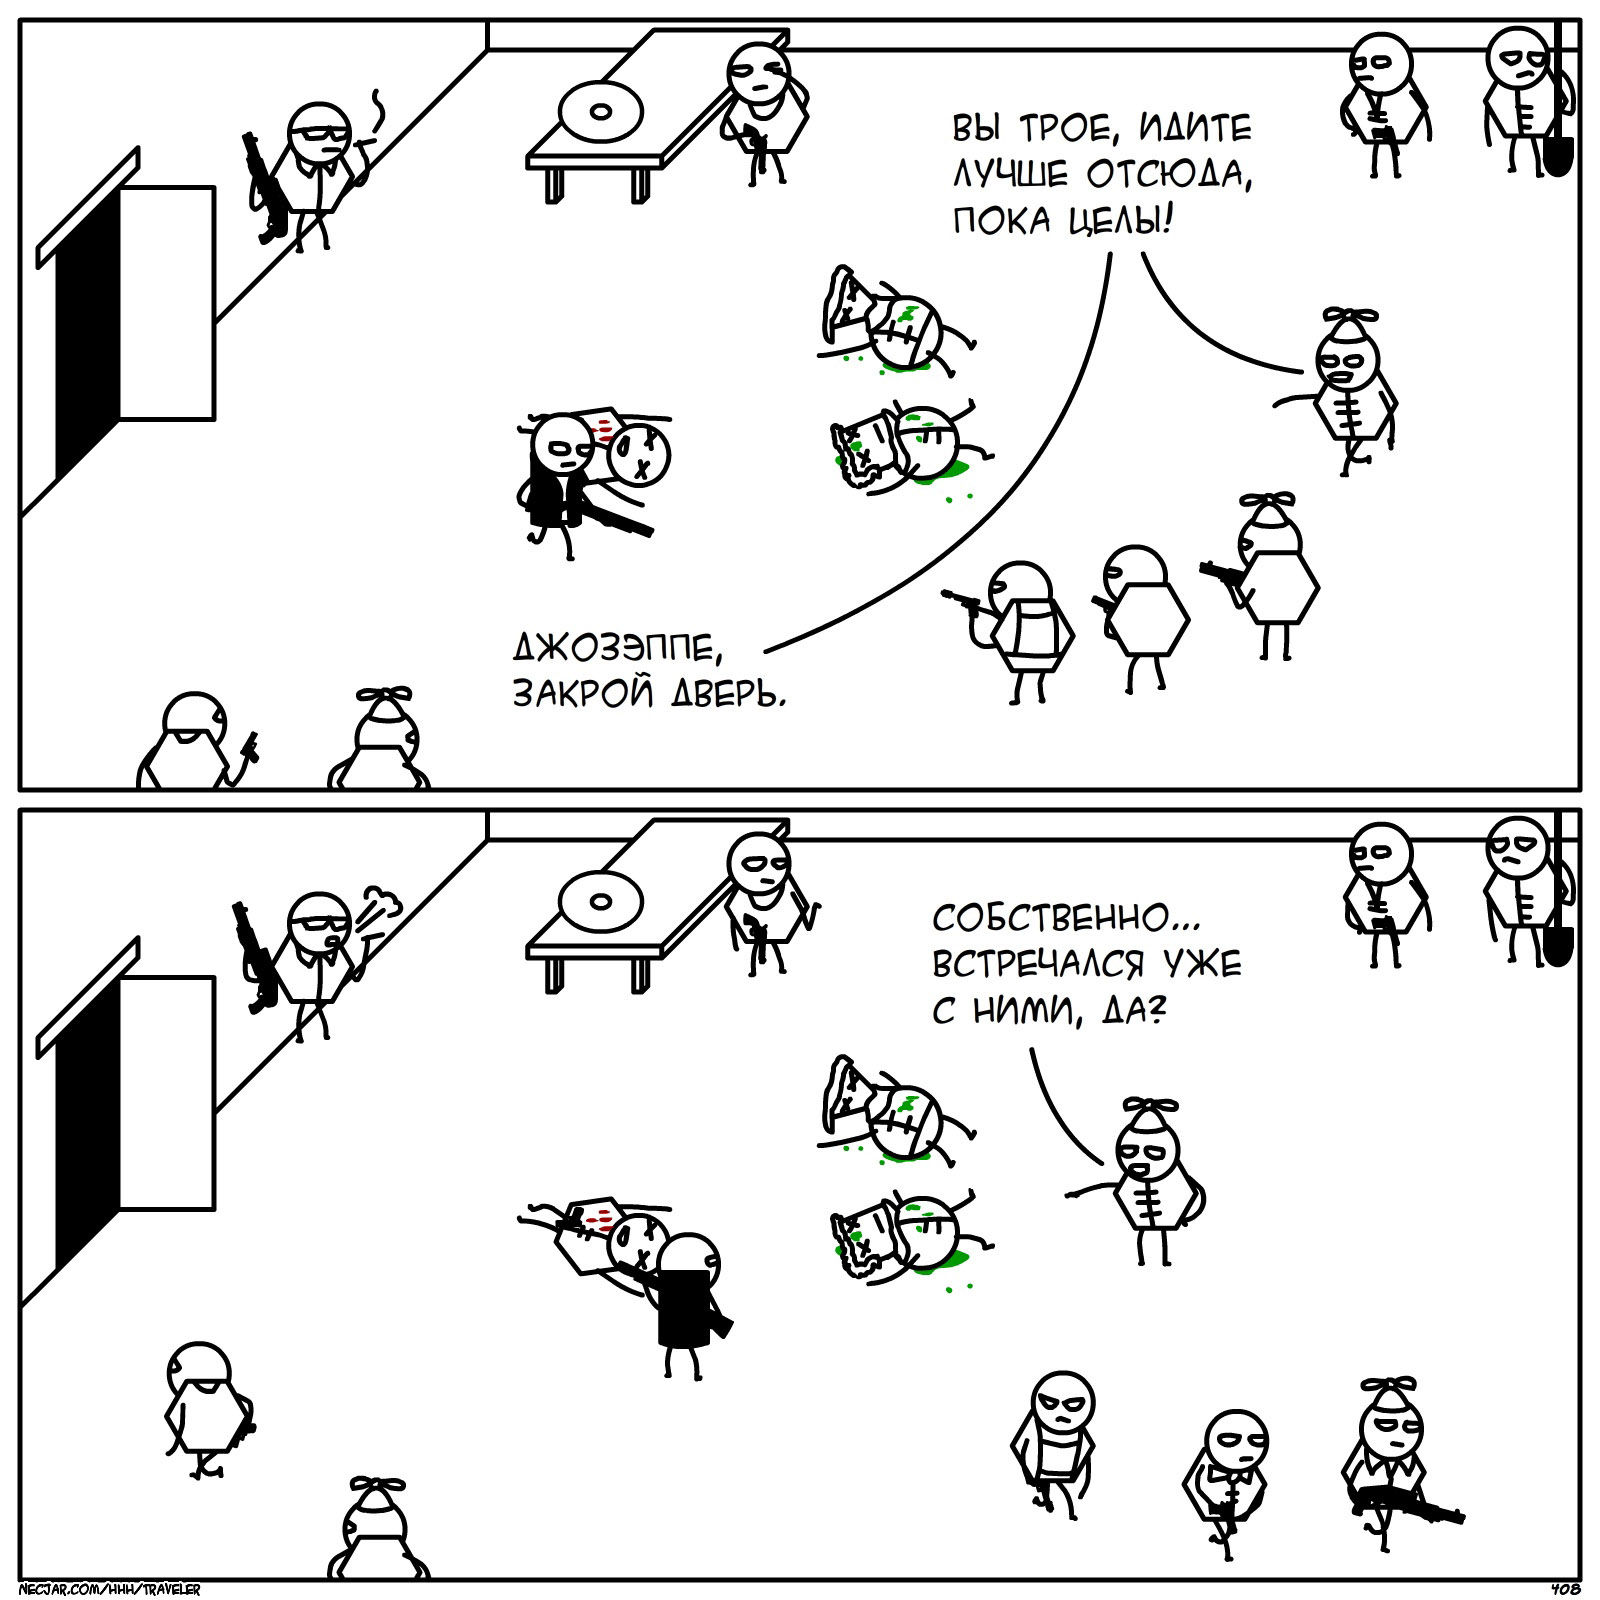 ВЫ ТРОЕ, ИДИТЕ
ЛУЧШЕ ОТСЮДА,
ПОКА ЦЕЛЫ!
ДЖОЗЭППЕ,
ЗАКРОЙ ДВЕРЬ.
СОБСТВЕННО...
ВСТРЕЧАЛСЯ УЖЕ
С НИМИ, ДА?
NECJAR.COM/HHH/TRAVELER
408